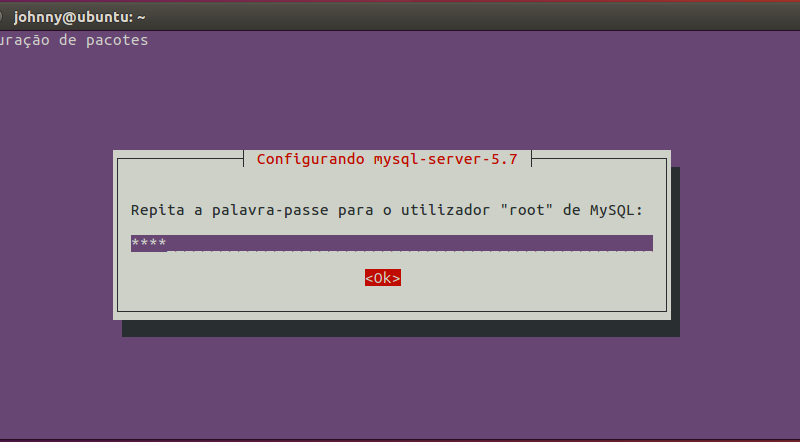 johnny@ubuntu: ~
uração de pacotes
Configurando mysql-server-5.7
Repita a palavra-passe para o utilizador "root" de MySQL:
****
<Ok>